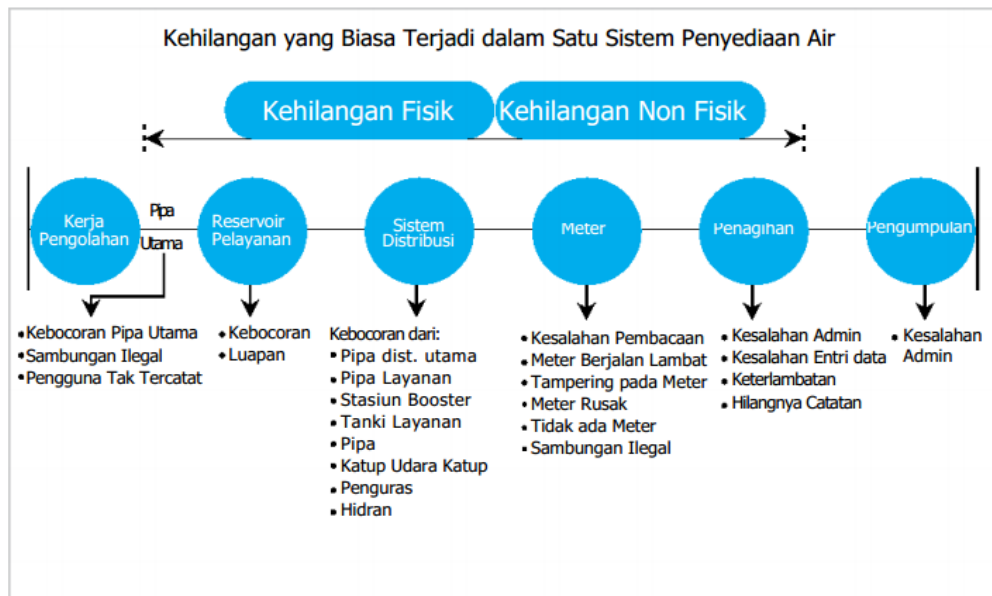 Kehilangan yang Biasa Terjadi dalam Satu Sistem Penyediaan Air
Kehilangan Fisik
Kehilangan Non Fisik
Kerja
Pengolahan
Pipa
Utama
Reservoir
Pelayanan
Sistem
Distribusi
Meter
Penagihan
Pengumpulan
•Kebocoran Pipa Utama
•Sambungan Ilegal
•Pengguna Tak Tercatat
•Kebocoran
•Luapan
Kebocoran dari:
•Pipa dist. utama
•Pipa Layanan
•Stasiun Booster
•Tanki Layanan
•Pipa
•Katup Udara Katup
•Penguras
•Hidran
•Kesalahan Pembacaan
•Meter Berjalan Lambat
•Tampering pada Meter
•Meter Rusak
•Tidak ada Meter
•Sambungan Ilegal
•Kesalahan Admin
•Kesalahan Entri data
•Keterlambatan
•Hilangnya Catatan
•Kesalahan
Admin